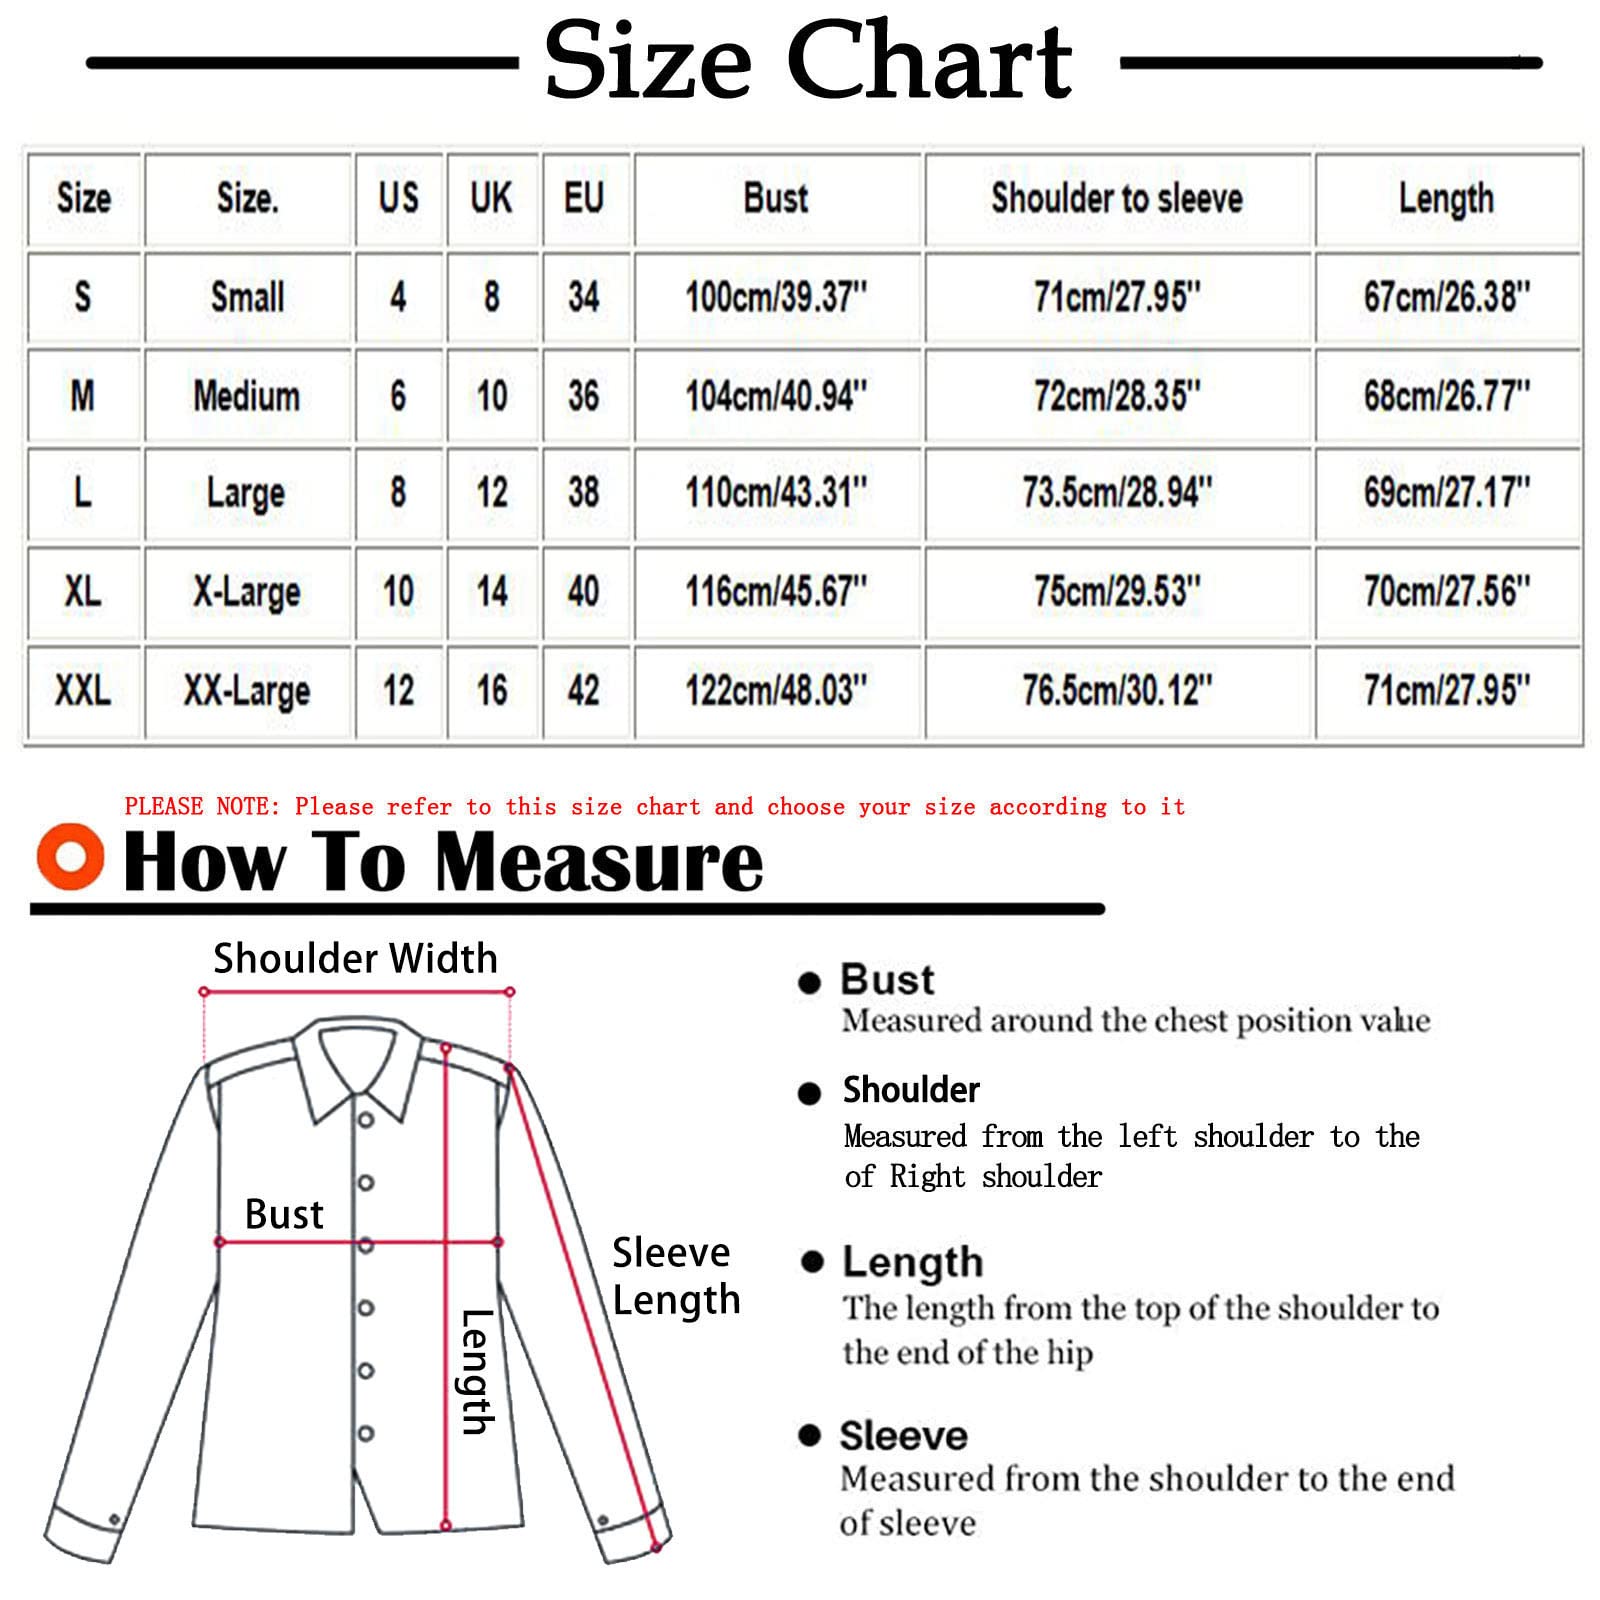 Size Chart
Size Size. US UK EU Bust Shoulder to sleeve Length
S Small 4 8 34 100cm/39.37" 71cm/27.95" 67cm/26.38"
M Medium 6 10 36 104cm/40.94" 72cm/28.35" 68cm/26.77"
L Large 8 12 38 110cm/43.31" 73.5cm/28.94" 69cm/27.17"
XL X-Large 10 14 40 116cm/45.67" 75cm/29.53" 70cm/27.56"
XXL XX-Large 12 16 42 122cm/48.03" 76.5cm/30.12" 71cm/27.95"
PLEASE NOTE: Please refer to this size chart and choose your size according to it
How To Measure
Shoulder Width
Bust
Length
Sleeve
Length
● Bust
Measured around the chest position value
● Shoulder
Measured from the left shoulder to the
of Right shoulder
● Length
The length from the top of the shoulder to
the end of the hip
● Sleeve
Measured from the shoulder to the end
of sleeve